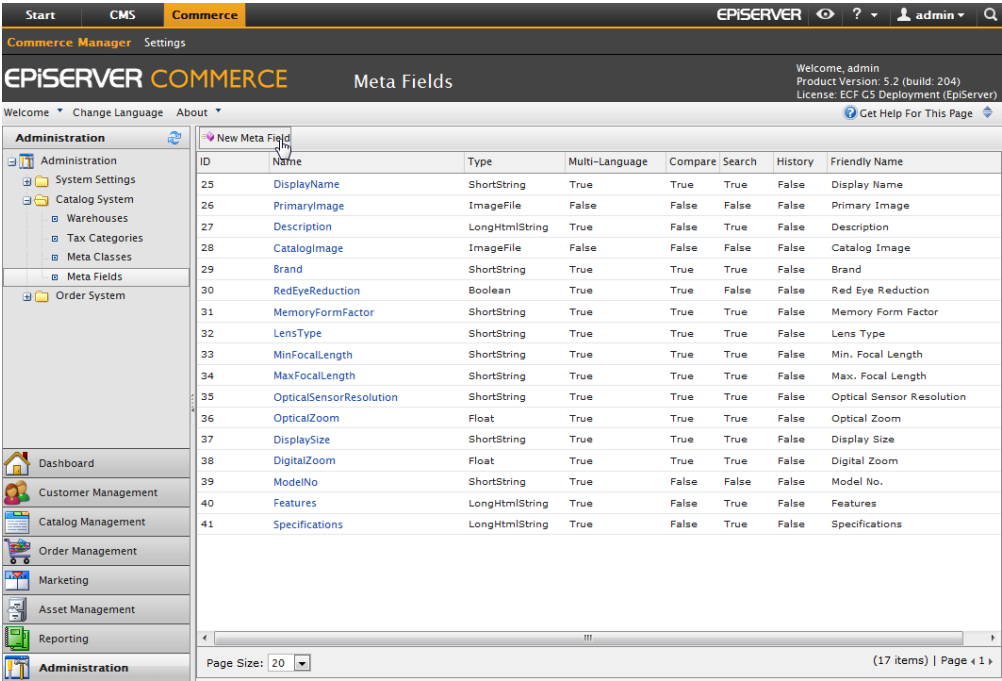 Start CMS Commerce EPiSERVER ? admin
Commerce Manager Settings
EPiSERVER COMMERCE Meta Fields
Welcome, admin
Product Version: 5.2 (build: 204)
License: ECF G5 Deployment (EpiServer)
Welcome Change Language About Get Help For This Page
Administration
Administration
System Settings
Catalog System
Warehouses
Tax Categories
Meta Classes
Meta Fields
Order System
Dashboard
Customer Management
Catalog Management
Order Management
Marketing
Asset Management
Reporting
Administration
New Meta Field
ID Name Type Multi-Language Compare Search History Friendly Name
25 DisplayName ShortString True True True False Display Name
26 PrimaryImage ImageFile False False False False Primary Image
27 Description LongHtmlString True False True False Description
28 CatalogImage ImageFile False False False False Catalog Image
29 Brand ShortString True True True False Brand
30 RedEyeReduction Boolean True True False False Red Eye Reduction
31 MemoryFormFactor ShortString True True True False Memory Form Factor
32 LensType ShortString True True True False Lens Type
33 MinFocalLength ShortString True True True False Min. Focal Length
34 MaxFocalLength ShortString True True True False Max. Focal Length
35 OpticalSensorResolution ShortString True True True False Optical Sensor Resolution
36 OpticalZoom Float True True True False Optical Zoom
37 DisplaySize ShortString True True True False Display Size
38 DigitalZoom Float True True True False Digital Zoom
39 ModelNo ShortString True False False False Model No.
40 Features LongHtmlString True False True False Features
41 Specifications LongHtmlString True False True False Specifications
Page Size: 20 (17 items) | Page 1